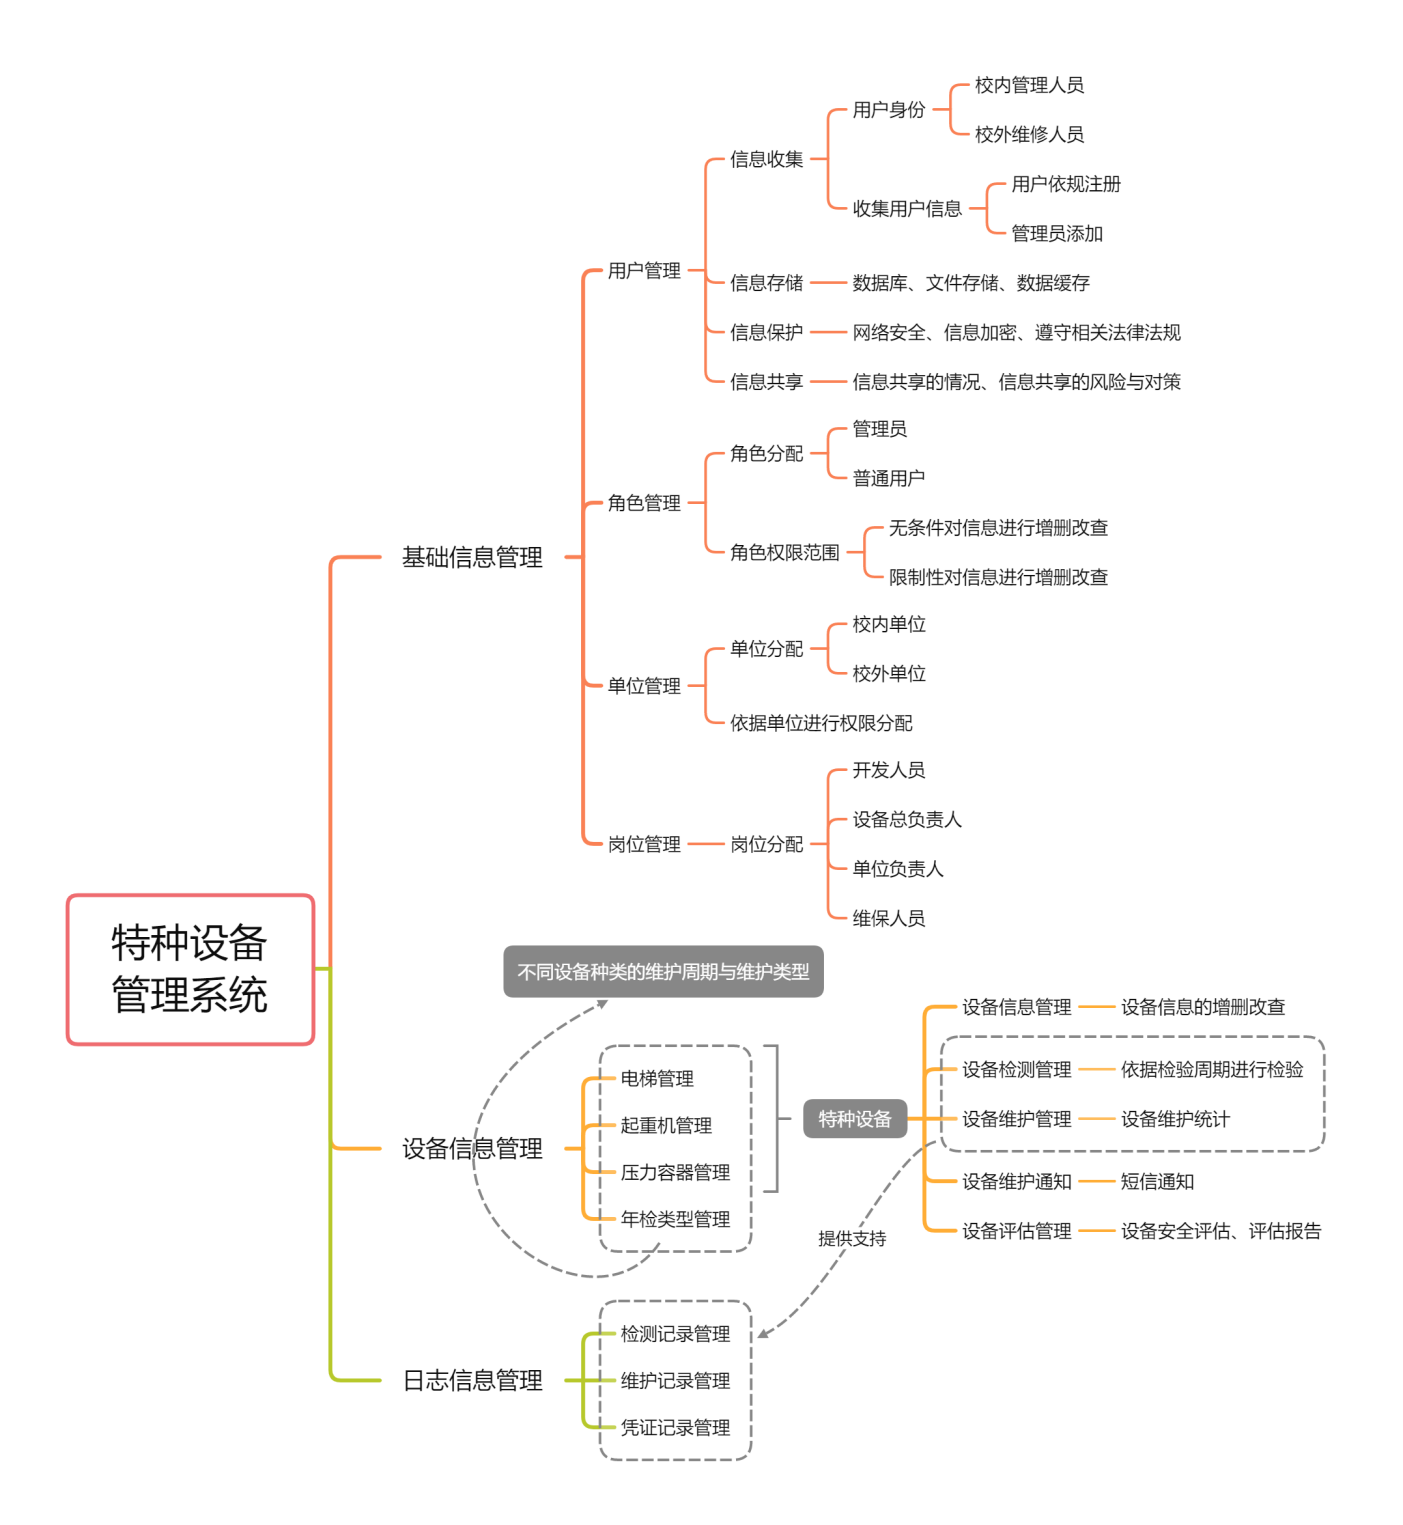 特种设备
管理系统
基础信息管理
用户管理
信息收集
用户身份
校内管理人员
校外维修人员
收集用户信息
用户依规注册
管理员添加
信息存储
数据库、文件存储、数据缓存
信息保护
网络安全、信息加密、遵守相关法律法规
信息共享
信息共享的情况、信息共享的风险与对策
角色管理
角色分配
管理员
普通用户
角色权限范围
无条件对信息进行增删改查
限制性对信息进行增删改查
单位管理
单位分配
校内单位
校外单位
依据单位进行权限分配
岗位管理
岗位分配
开发人员
设备总负责人
单位负责人
维保人员
不同设备种类的维护周期与维护类型
设备信息管理
电梯管理
起重机管理
压力容器管理
年检类型管理
特种设备
设备信息管理
设备信息的增删改查
设备检测管理
依据检验周期进行检验
设备维护管理
设备维护统计
设备维护通知
短信通知
设备评估管理
设备安全评估、评估报告
提供支持
日志信息管理
检测记录管理
维护记录管理
凭证记录管理